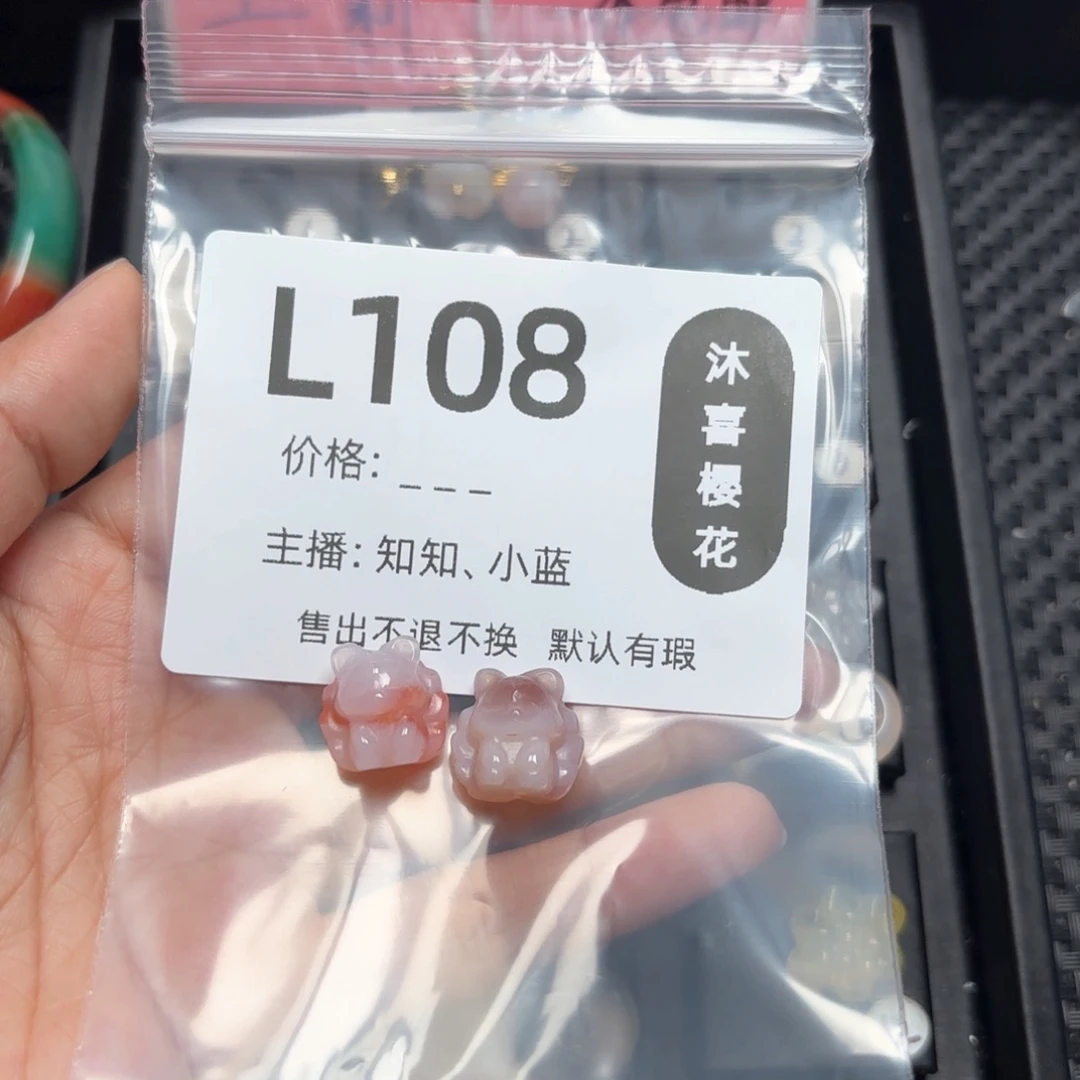 L108
价格: _ _ _
主播: 知知、小蓝
售出不退不换 默认有瑕
沐喜樱花